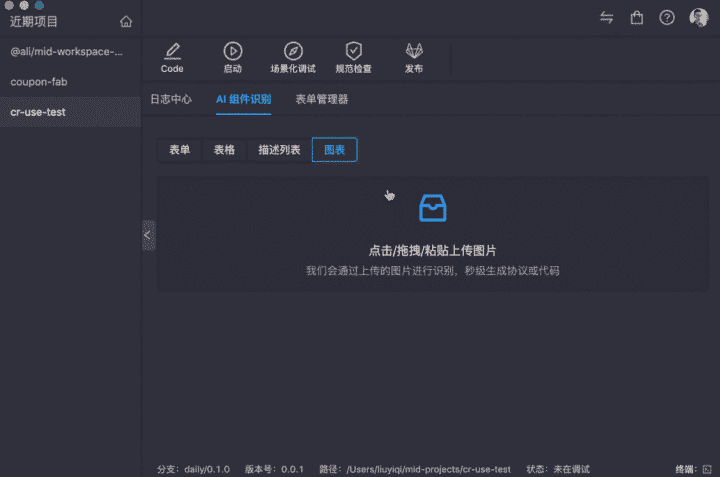 近期项目
@ali/mid-workspace-...
coupon-fab
cr-use-test
Code
启动
场景化调试
规范检查
发布
日志中心
AI 组件识别
表单管理器
表单
表格
描述列表
图表
点击/拖拽/粘贴上传图片
我们会通过上传的图片进行识别，秒级生成协议或代码
分支：daily/0.1.0
版本号：0.0.1
路径：/Users/liuyiqi/mid-projects/cr-use-test
状态：未在调试
终端：